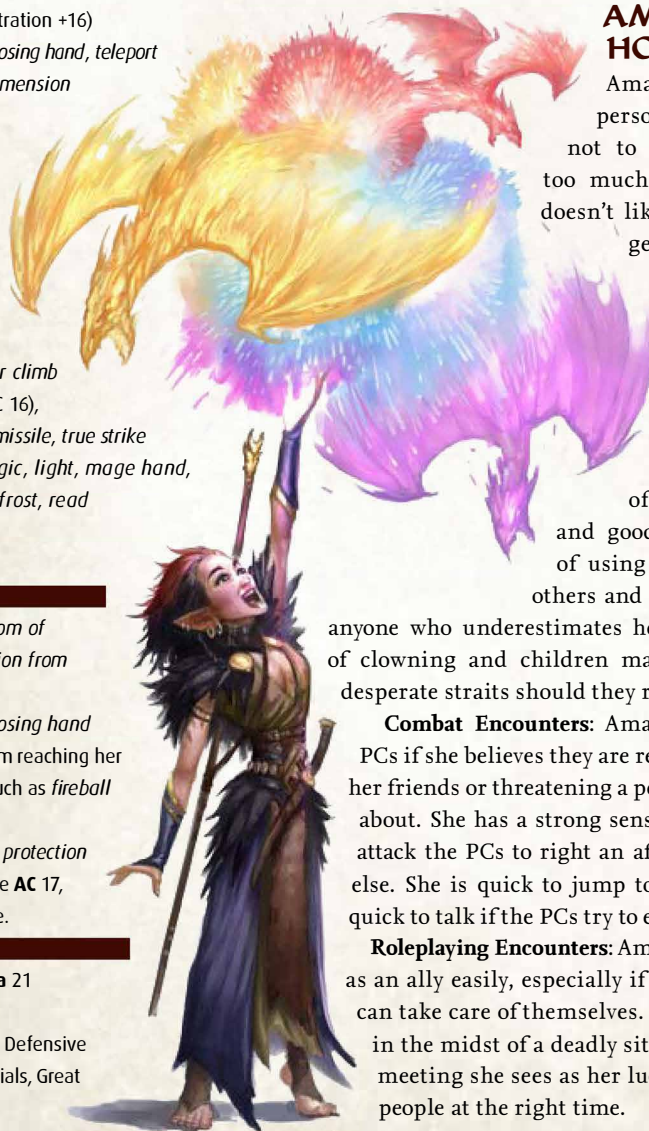 tration +16)
osing hand, teleport
mension
r climb
C 16),
missile, true strike
gic, light, mage hand,
frost, read
om of
ion from
osing hand
m reaching her
uch as fireball
protection
e AC 17,
e.
a 21
Defensive
ials, Great
AM
HO
Ama
perso
not to
too much
doesn't lik
ge
of
and good
of using
others and
anyone who underestimates he
of clowning and children ma
desperate straits should they r
Combat Encounters: Ama
PCs if she believes they are re
her friends or threatening a pe
about. She has a strong sens
attack the PCs to right an af
else. She is quick to jump to
quick to talk if the PCs try to e
Roleplaying Encounters: Am
as an ally easily, especially if
can take care of themselves.
in the midst of a deadly sit
meeting she sees as her lu
people at the right time.